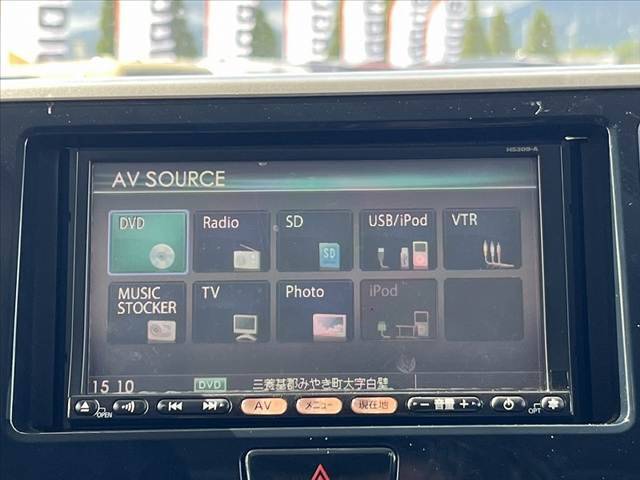 HS309-A
AV SOURCE
DVD Radio SD USB/iPod VTR
SD
MUSIC STOCKER TV Photo iPod
15 10 DVD 三養基郡みやき町大字白壁
OPEN AV メニュー 現在地 − 音量 + OPT